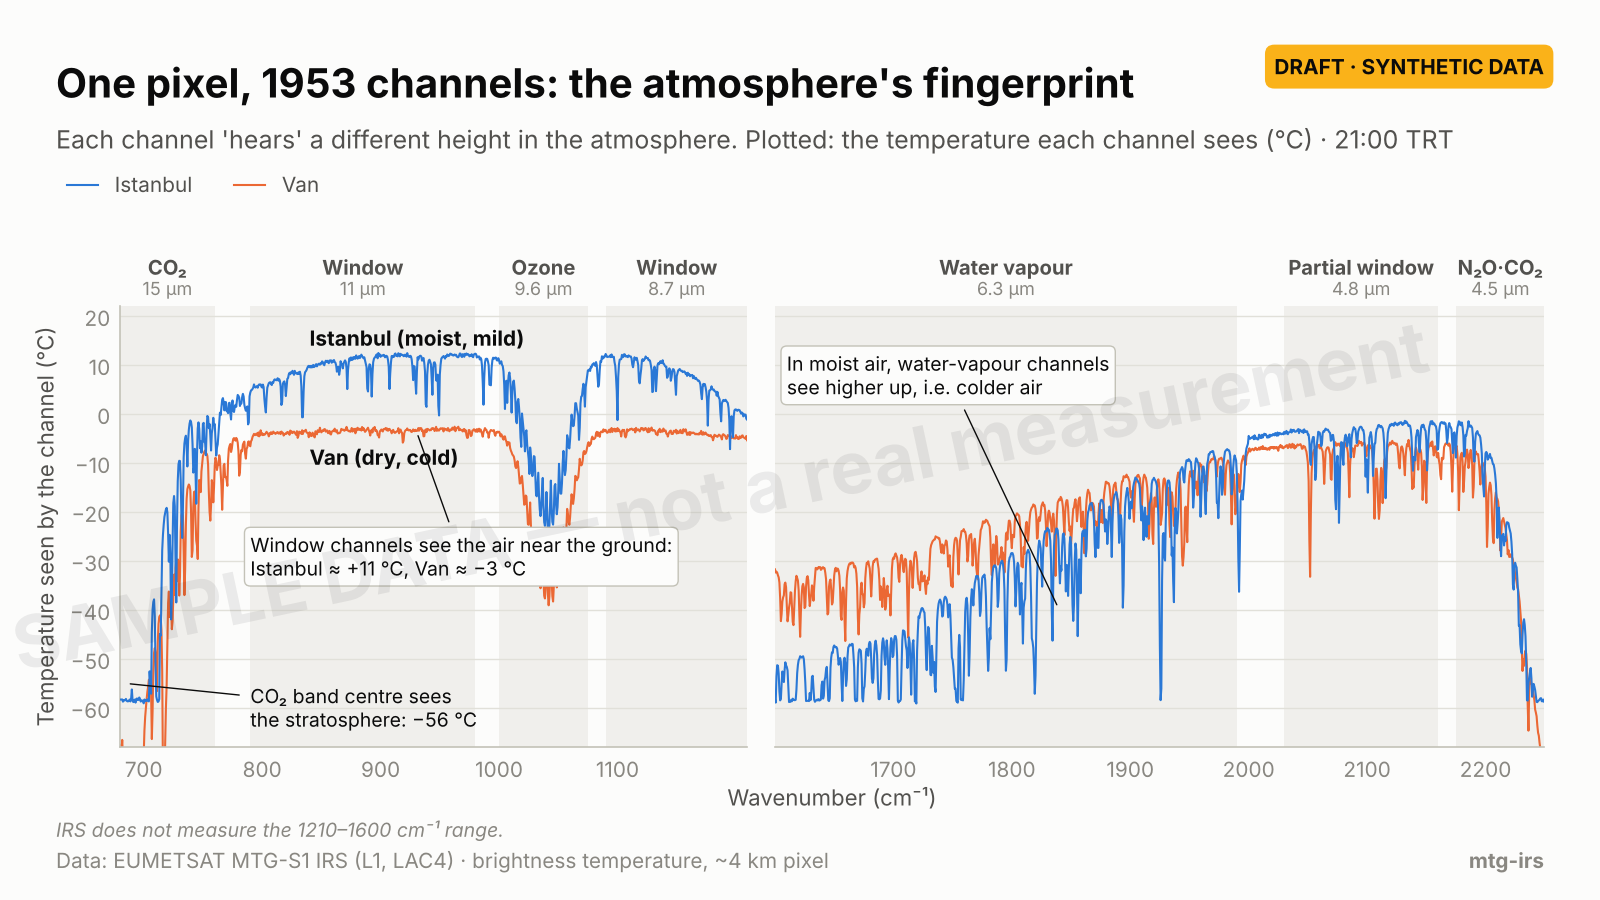 One pixel, 1953 channels: the atmosphere's fingerprint
DRAFT · SYNTHETIC DATA
Each channel 'hears' a different height in the atmosphere. Plotted: the temperature each channel sees (°C) · 21:00 TRT
Istanbul
Van
CO₂
15 µm
Window
11 µm
Ozone
9.6 µm
Window
8.7 µm
Water vapour
6.3 µm
Partial window
4.8 µm
N₂O·CO₂
4.5 µm
Temperature seen by the channel (°C)
20
10
0
−10
−20
−30
−40
−50
−60
Istanbul (moist, mild)
Van (dry, cold)
Window channels see the air near the ground:
Istanbul ≈ +11 °C, Van ≈ −3 °C
CO₂ band centre sees
the stratosphere: −56 °C
In moist air, water-vapour channels
see higher up, i.e. colder air
SAMPLE DATA — not a real measurement
700
800
900
1000
1100
1700
1800
1900
2000
2100
2200
Wavenumber (cm⁻¹)
IRS does not measure the 1210–1600 cm⁻¹ range.
Data: EUMETSAT MTG-S1 IRS (L1, LAC4) · brightness temperature, ~4 km pixel
mtg-irs